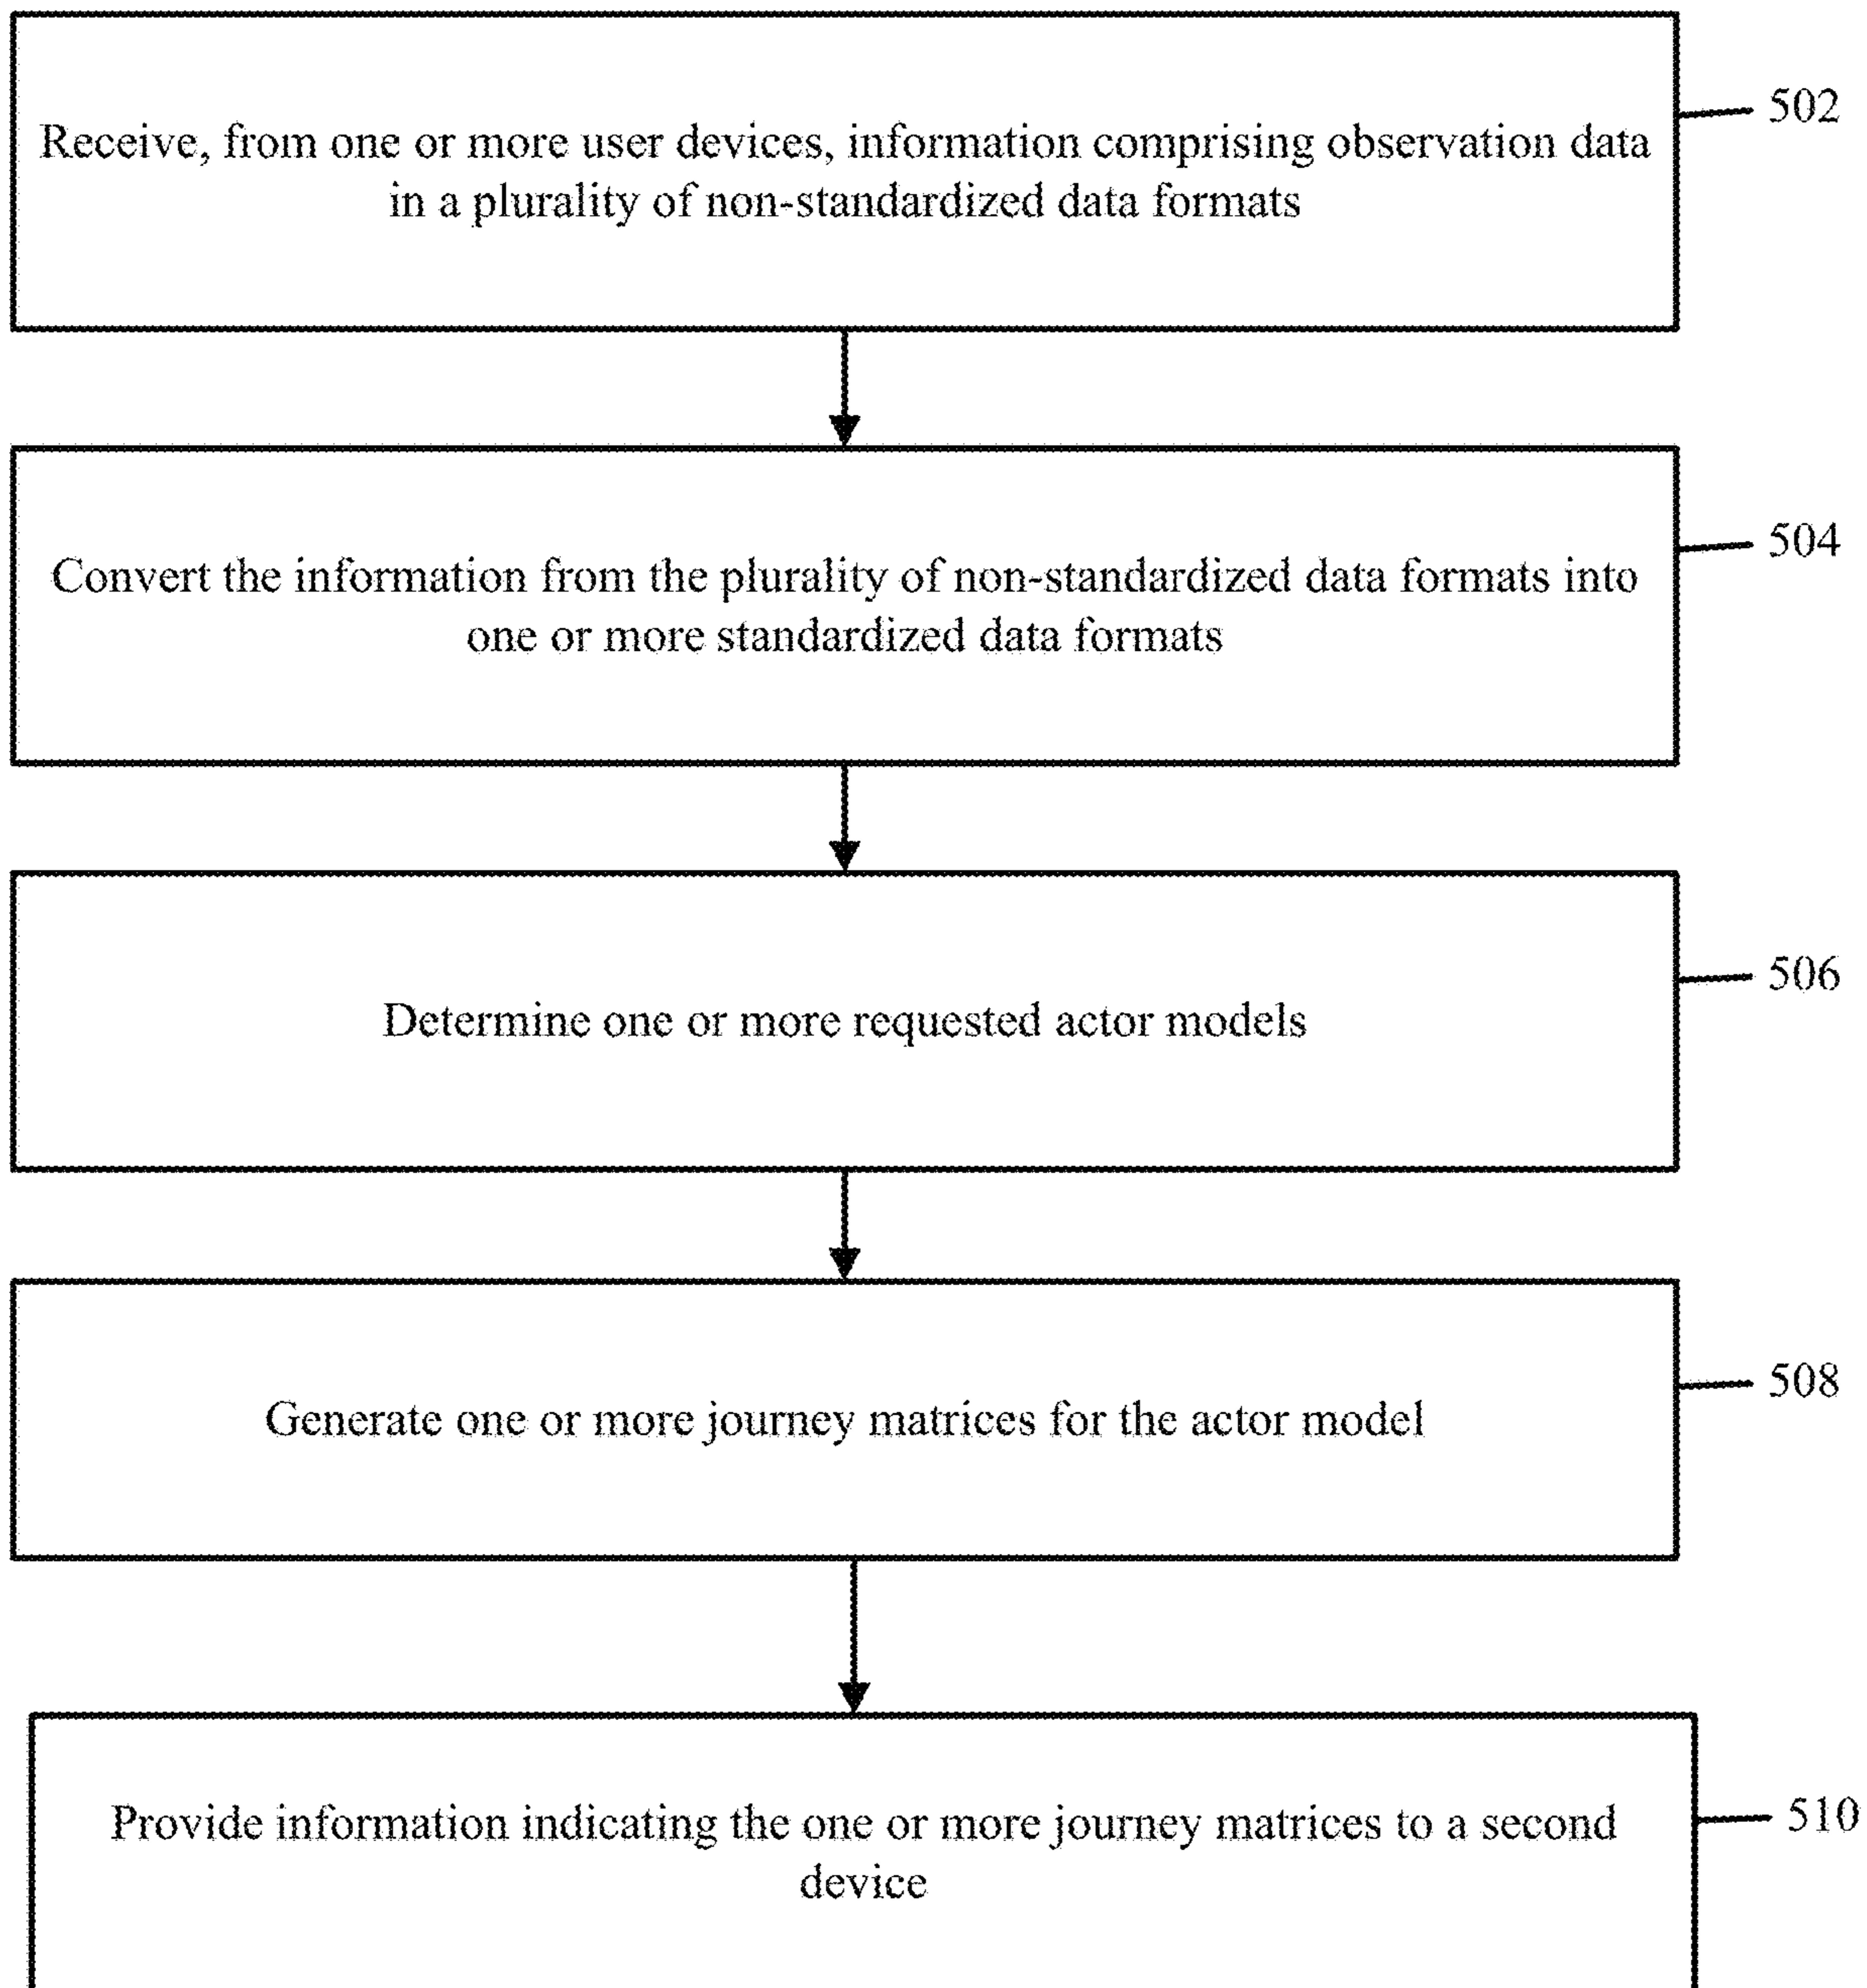 Receive, from one or more user devices, information comprising observation data
in a plurality of non-standardized data formats
502
Convert the information from the plurality of non-standardized data formats into
one or more standardized data formats
504
Determine one or more requested actor models
506
Generate one or more journey matrices for the actor model
508
Provide information indicating the one or more journey matrices to a second
device
510